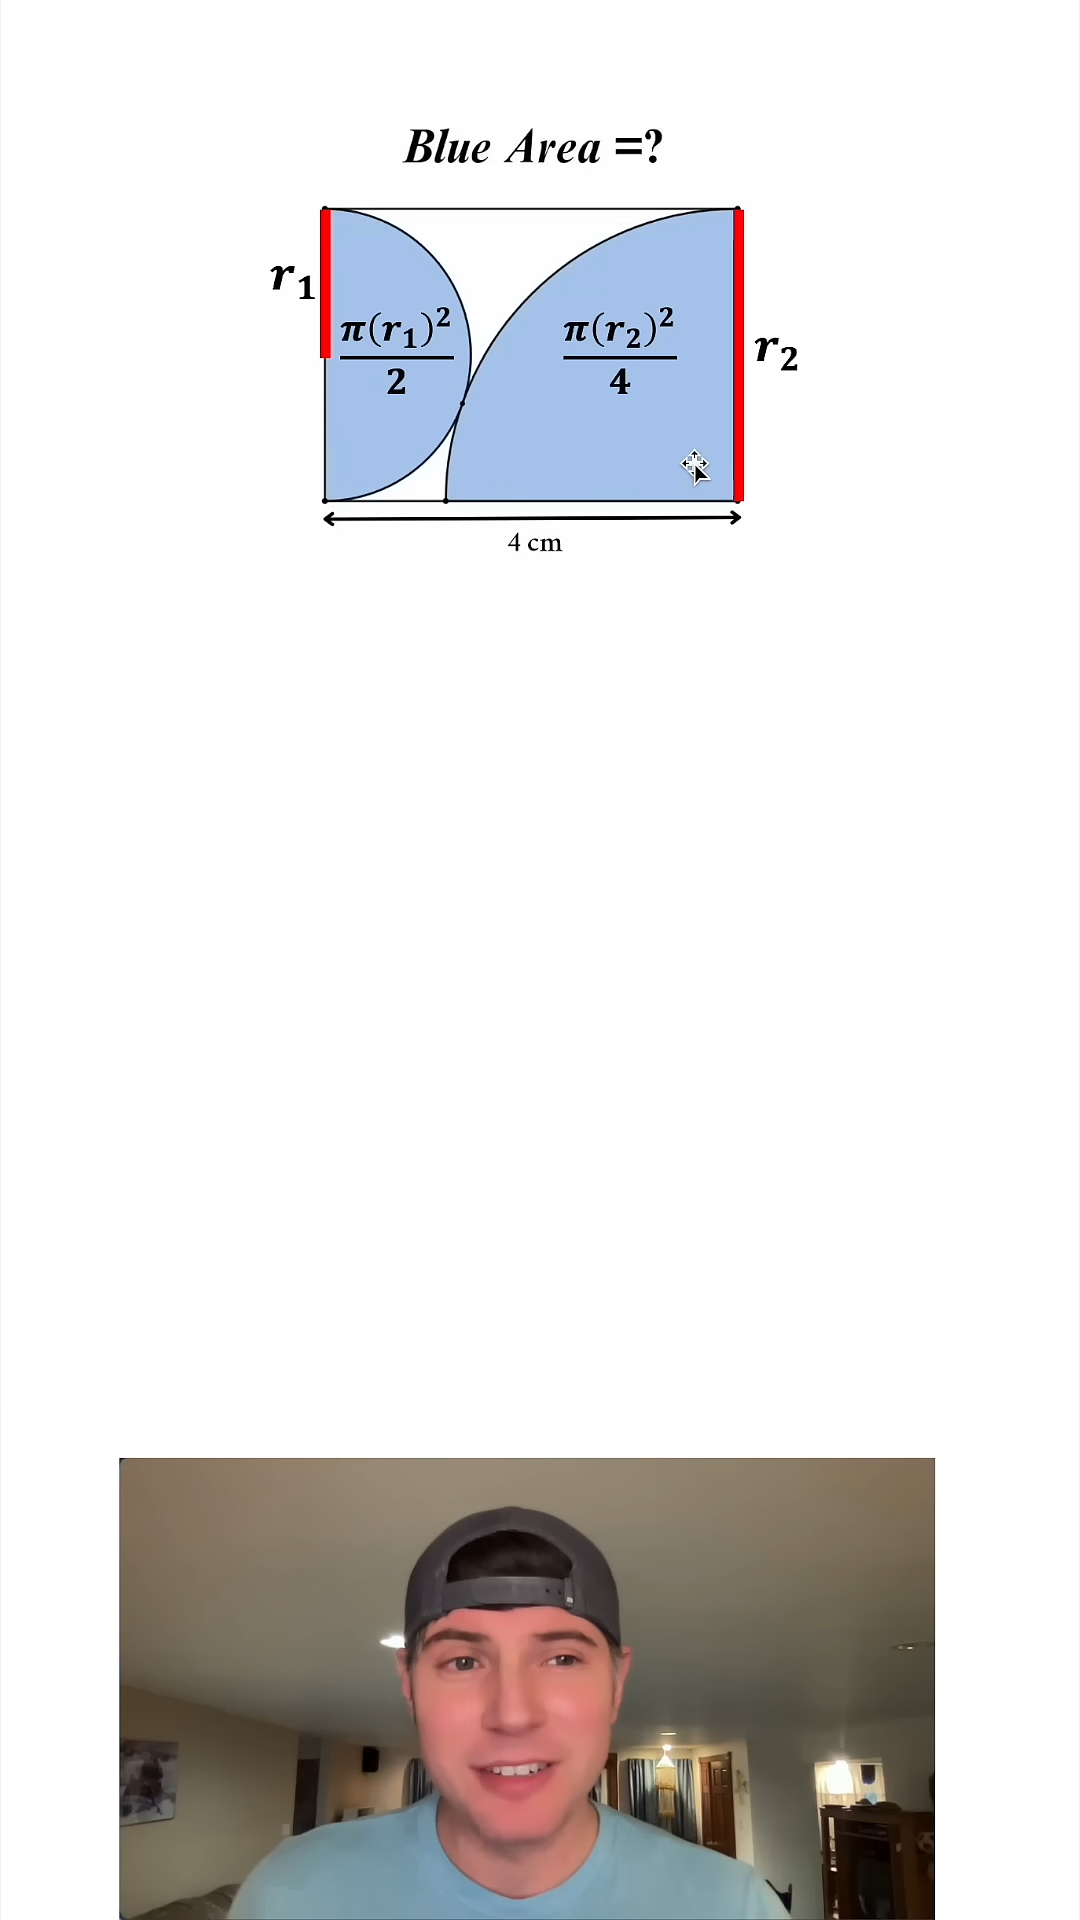 Blue Area =?
r₁
π(r₁)²/2
π(r₂)²/4
r₂
4 cm